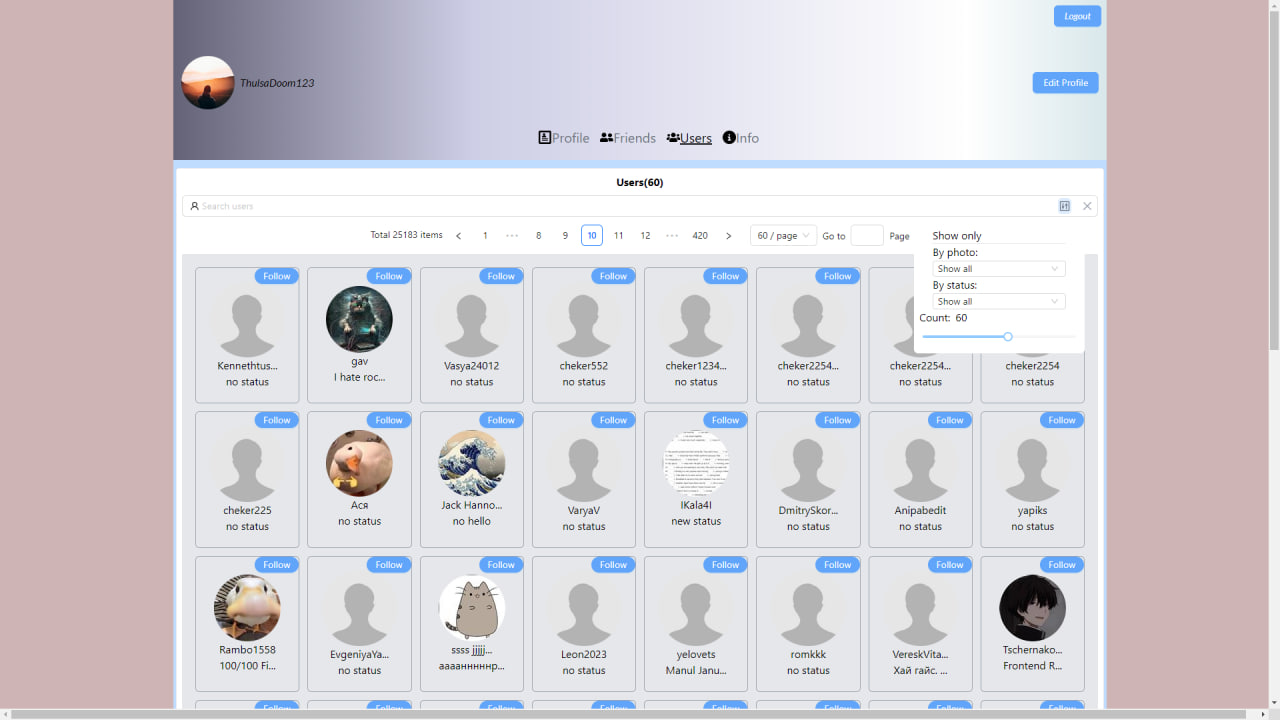 Logout
ThulsaDoom123
Edit Profile
Profile Friends Users Info
Users(60)
Search users
Total 25183 items 1 ••• 8 9 10 11 12 ••• 420 60 / page Go to Page
Show only
By photo:
Show all
By status:
Show all
Count: 60
Follow Follow Follow Follow Follow Follow
Kennethtus... gav Vasya24012 cheker552 cheker1234... cheker2254... cheker2254... cheker2254
no status I hate roc... no status no status no status no status no status no status
Follow Follow Follow Follow Follow Follow Follow Follow
cheker225 Ася Jack Hanno... VaryaV IKala4I DmitrySkor... Anipabedit yapiks
no status no status no hello no status new status no status no status no status
Follow Follow Follow Follow Follow Follow Follow Follow
Rambo1558 EvgeniyaYa... ssss jjjjj... Leon2023 yelovets romkkk VereskVita... Tschernako...
100/100 Fi... no status no status Manul Janu... no status Хай гайс. ... Frontend R...
Follow Follow Follow Follow Follow Follow Follow Follow